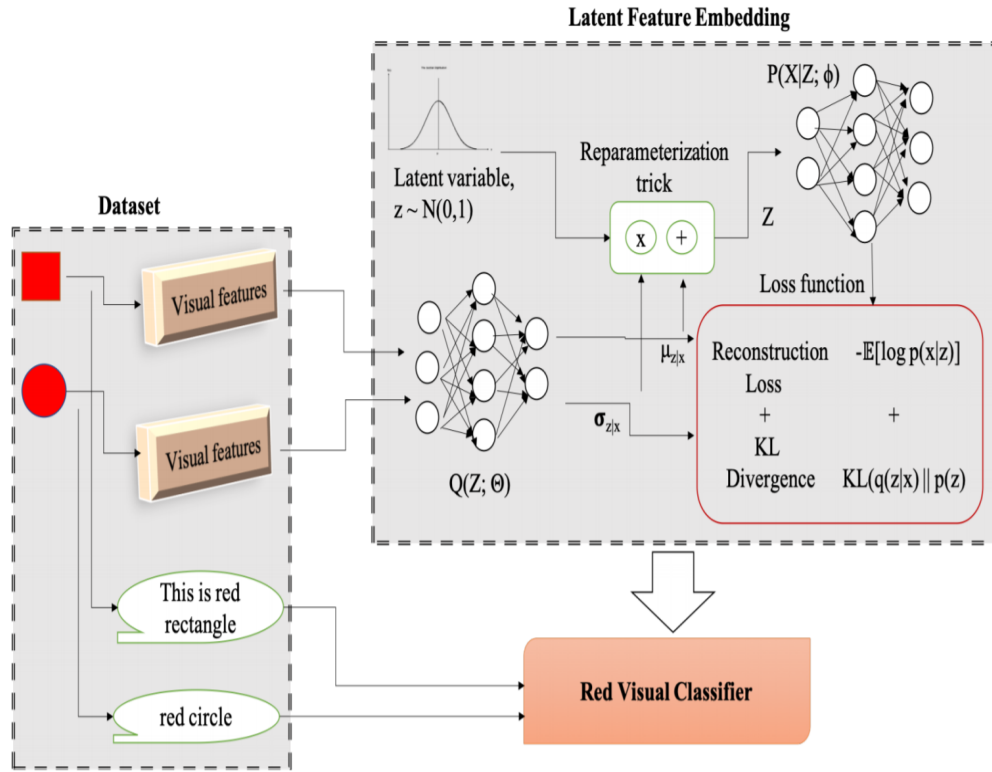 Latent Feature Embedding
P(X|Z; ϕ)
Reparameterization
trick
Latent variable,
z ~ N(0,1)
x
+
Z
Dataset
Visual features
Visual features
Loss function
μz|x
σz|x
Q(Z; Θ)
Reconstruction -𝔼[log p(x|z)]
Loss
+ +
KL
Divergence KL(q(z|x) || p(z)
This is red
rectangle
red circle
Red Visual Classifier